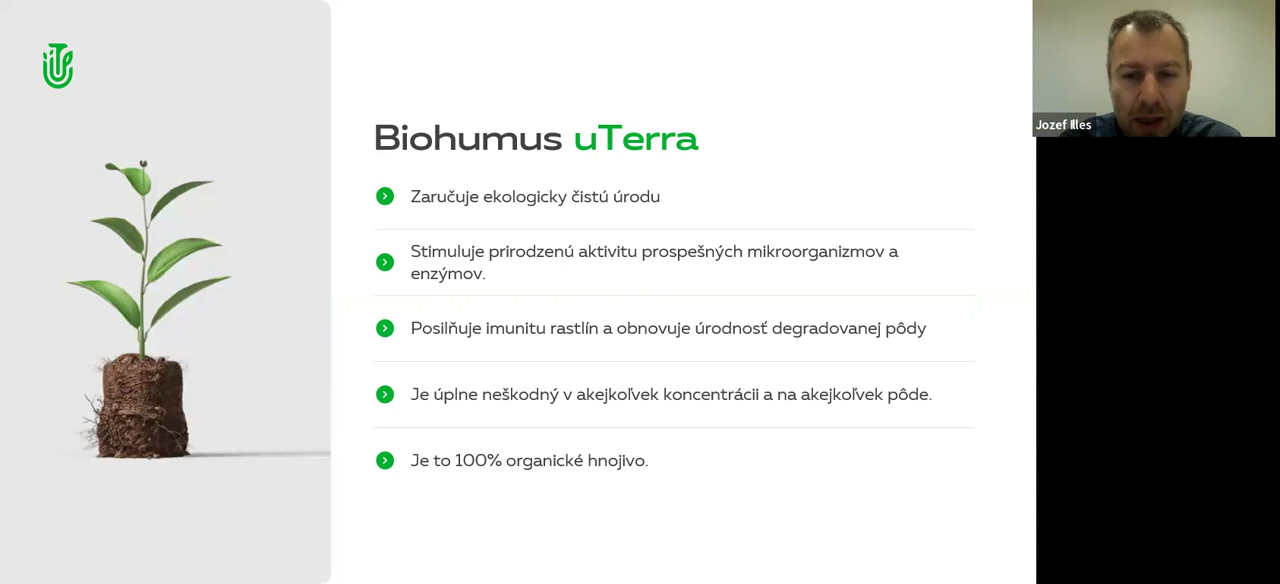 Biohumus uTerra
Zaručuje ekologicky čistú úrodu
Stimuluje prirodzenú aktivitu prospešných mikroorganizmov a
enzýmov.
Posilňuje imunitu rastlín a obnovuje úrodnosť degradovanej pôdy
Je úplne neškodný v akejkoľvek koncentrácii a na akejkoľvek pôde.
Je to 100% organické hnojivo.
Jozef Illes